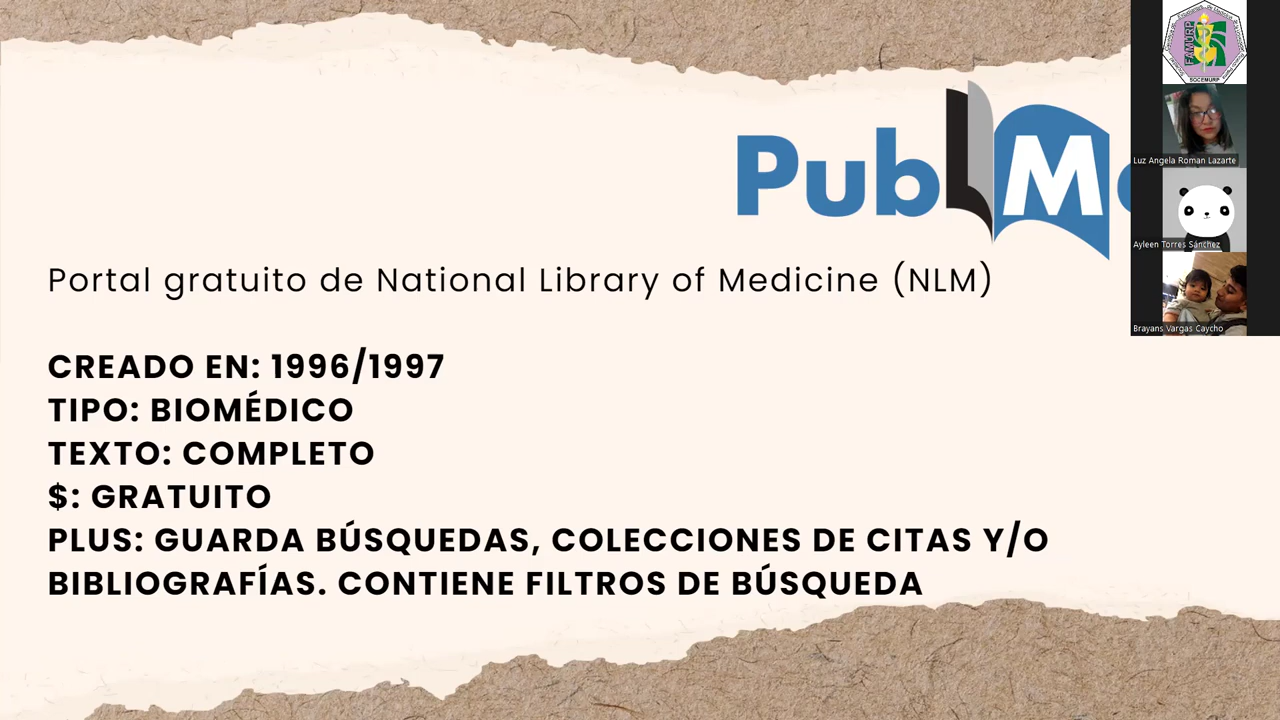 PubMe
Portal gratuito de National Library of Medicine (NLM)
CREADO EN: 1996/1997
TIPO: BIOMÉDICO
TEXTO: COMPLETO
$: GRATUITO
PLUS: GUARDA BÚSQUEDAS, COLECCIONES DE CITAS Y/O
BIBLIOGRAFÍAS. CONTIENE FILTROS DE BÚSQUEDA
FAMURP
SOCEMURP
Luz Angela Roman Lazarte
Ayleen Torres Sánchez
Brayans Vargas Caycho